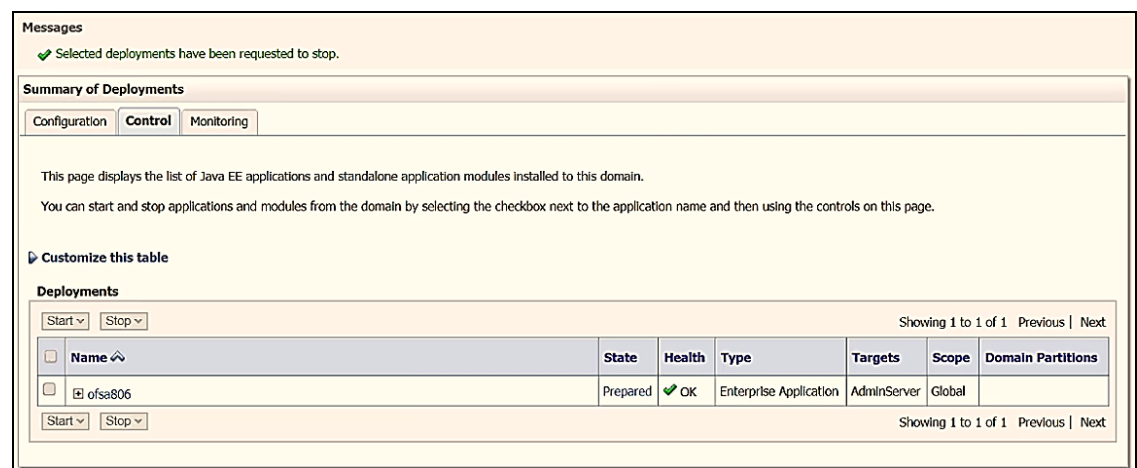 Messages
Selected deployments have been requested to stop.
Summary of Deployments
Configuration Control Monitoring
This page displays the list of Java EE applications and standalone application modules installed to this domain.
You can start and stop applications and modules from the domain by selecting the checkbox next to the application name and then using the controls on this page.
Customize this table
Deployments
Start Stop Showing 1 to 1 of 1 Previous | Next
Name State Health Type Targets Scope Domain Partitions
ofsa806 Prepared OK Enterprise Application AdminServer Global
Start Stop Showing 1 to 1 of 1 Previous | Next